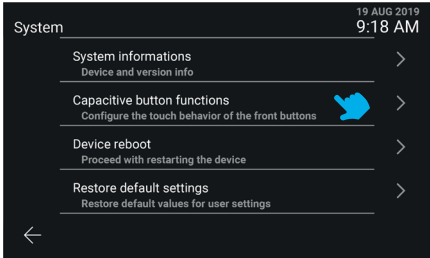 19 AUG 2019
System
9:18 AM
System informations
Device and version info
Capacitive button functions
Configure the touch behavior of the front buttons
Device reboot
Proceed with restarting the device
Restore default settings
Restore default values for user settings